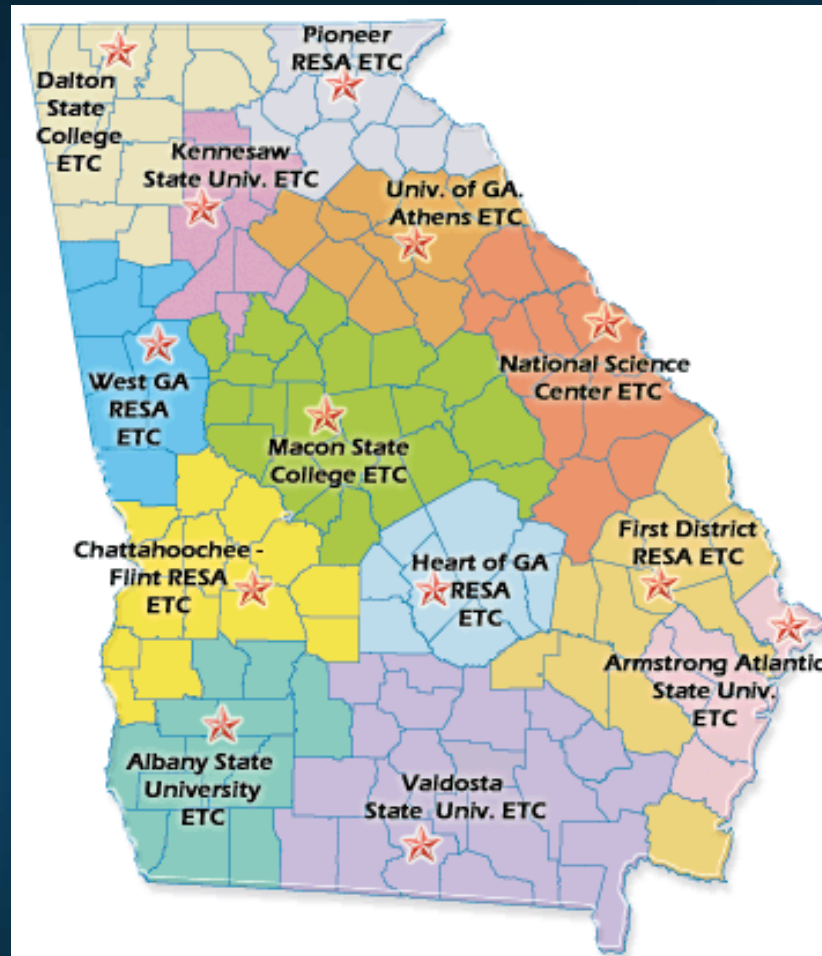 Pioneer
RESA ETC
Dalton
State
College
ETC
Kennesaw
State Univ. ETC
Univ. of GA.
Athens ETC
National Science
Center ETC
West GA
RESA
ETC
Macon State
College ETC
Chattahoochee -
Flint RESA
ETC
Heart of GA
RESA
ETC
First District
RESA ETC
Armstrong Atlantic
State Univ.
ETC
Albany State
University
ETC
Valdosta
State Univ. ETC